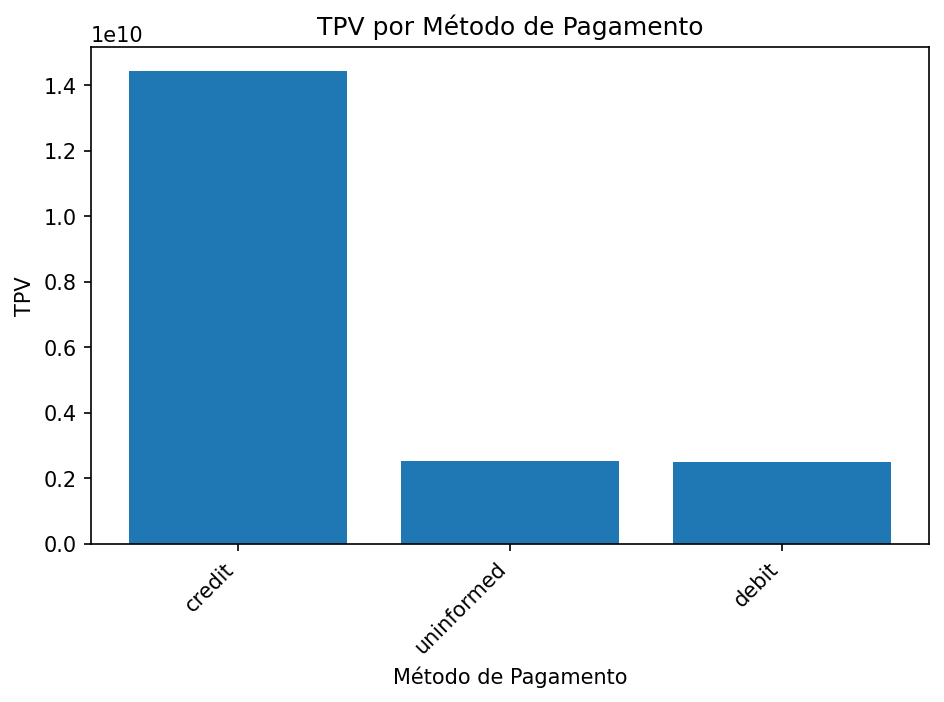 TPV por Método de Pagamento
1e10
1.4
1.2
1.0
0.8
0.6
0.4
0.2
0.0
TPV
credit
uninformed
debit
Método de Pagamento